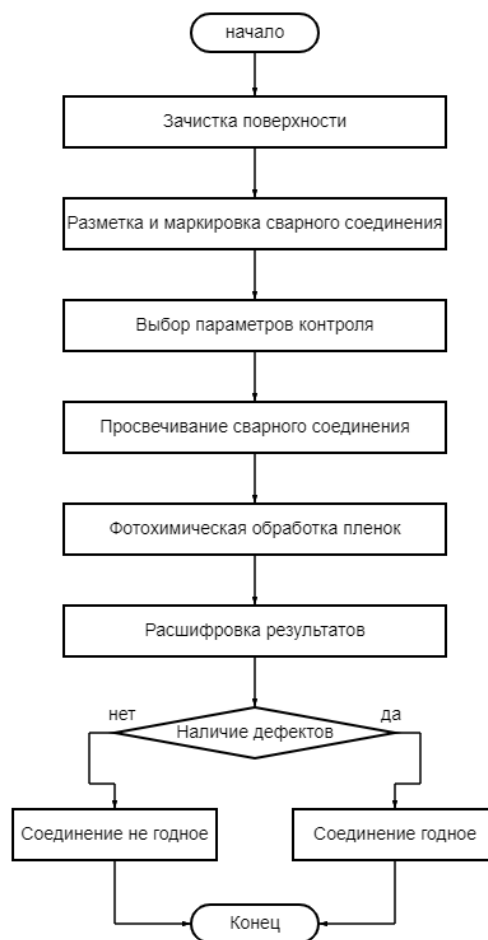 начало
Зачистка поверхности
Разметка и маркировка сварного соединения
Выбор параметров контроля
Просвечивание сварного соединения
Фотохимическая обработка пленок
Расшифровка результатов
нет
да
Наличие дефектов
Соединение не годное
Соединение годное
Конец